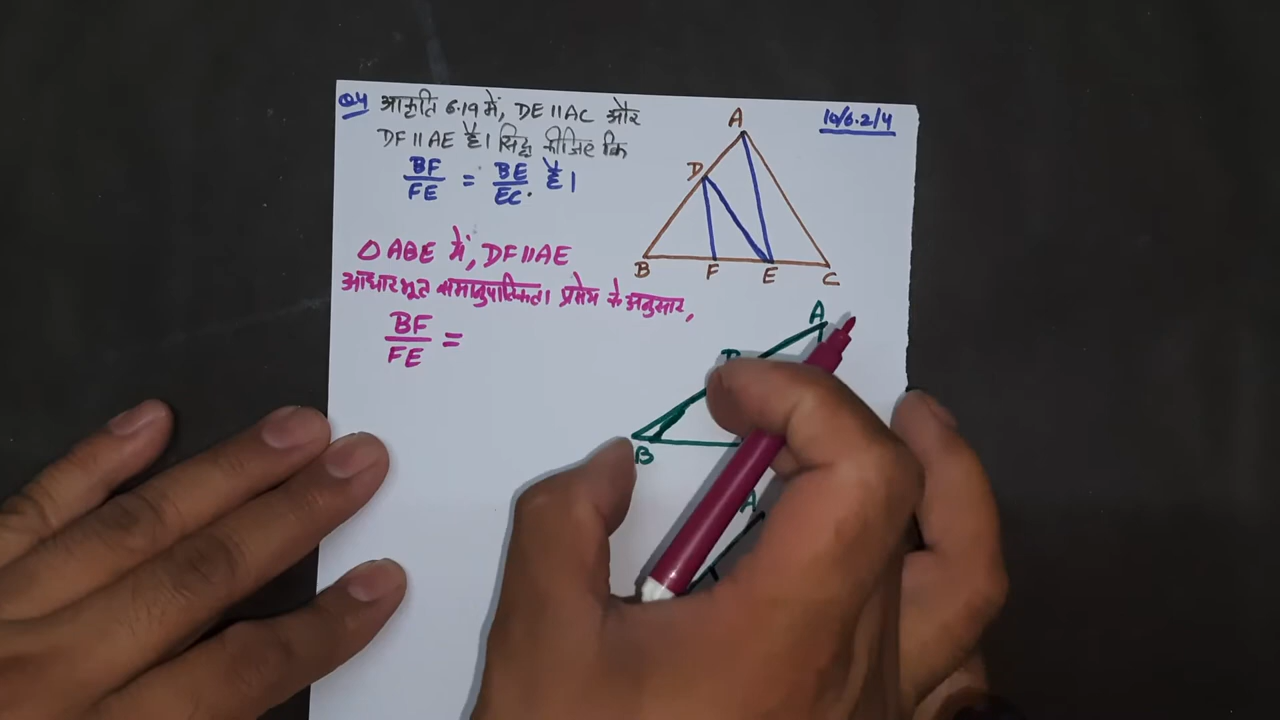 Q4 आकृति 6.19 में, DE || AC और
DF || AE है। सिद्ध कीजिए कि
BF/FE = BE/EC. है।
10/6.2/4
A
D
B F E C
△ ABE में, DF || AE
आधारभूत समानुपातिकता प्रमेय के अनुसार,
BF/FE =
A
D
B
A